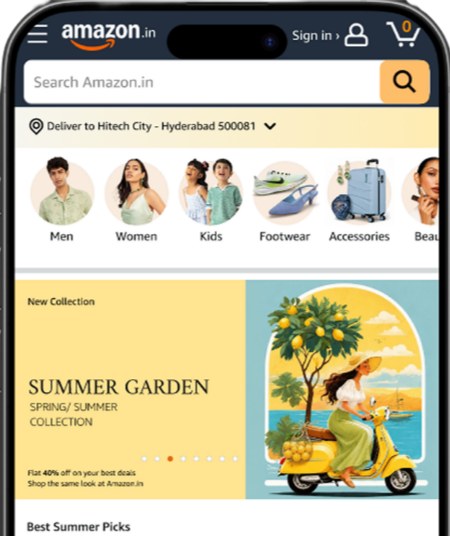 amazon.in
Sign in ›
0
Search Amazon.in
Deliver to Hitech City - Hyderabad 500081
Men Women Kids Footwear Accessories Beau
New Collection
SUMMER GARDEN
SPRING/ SUMMER
COLLECTION
Flat 40% off on your best deals
Shop the same look at Amazon.in
Best Summer Picks